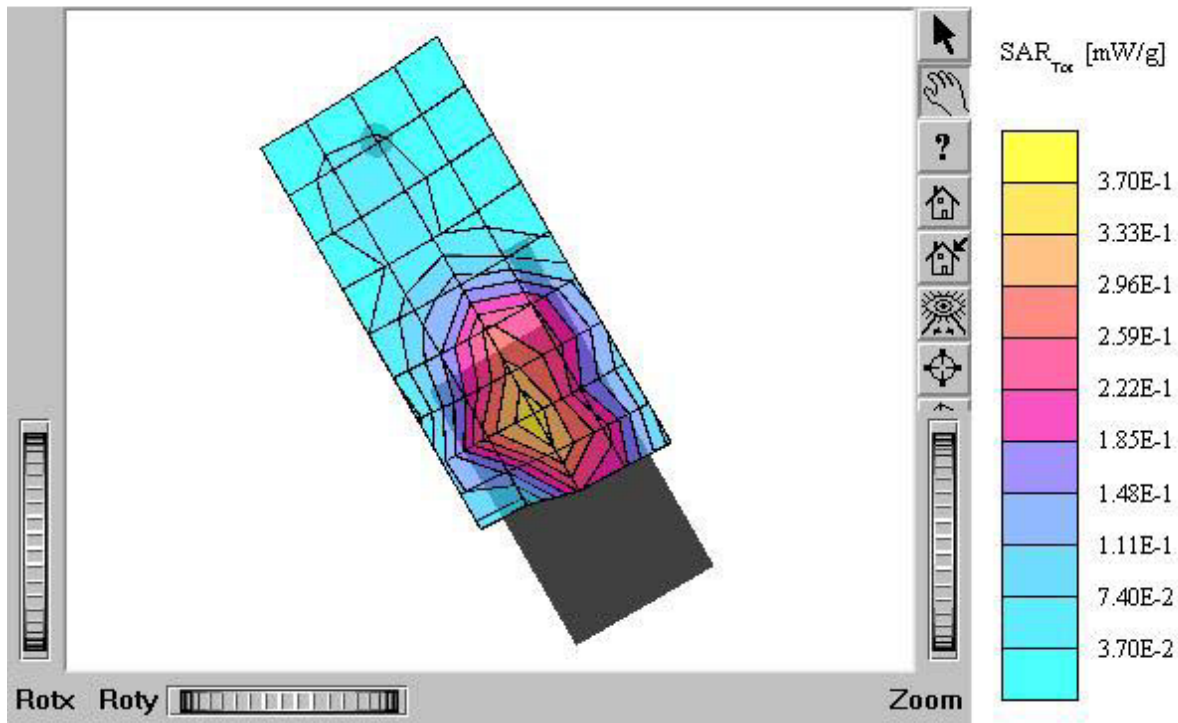 SAR_Tot [mW/g]
?
3.70E-1
3.33E-1
2.96E-1
2.59E-1
2.22E-1
1.85E-1
1.48E-1
1.11E-1
7.40E-2
3.70E-2
Rotx Roty Zoom